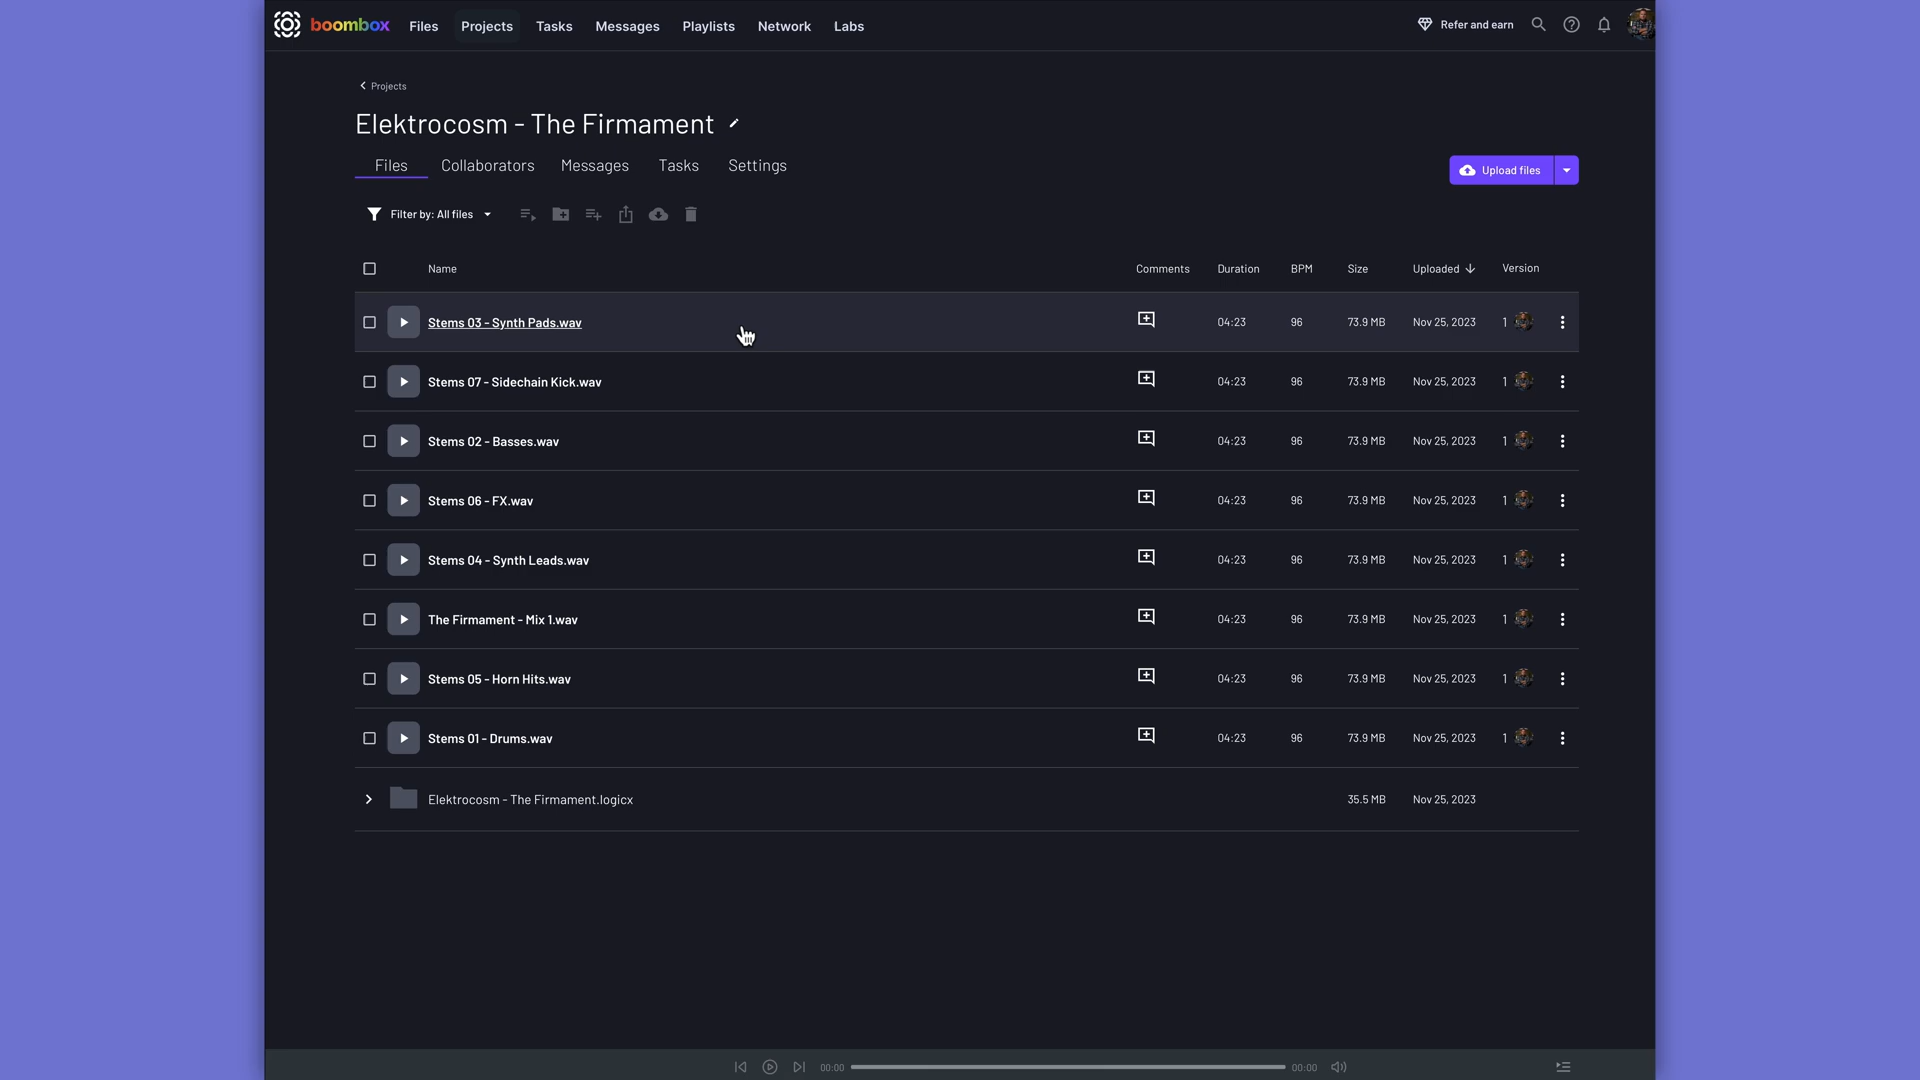 boombox Files Projects Tasks Messages Playlists Network Labs Refer and earn
Projects
Elektrocosm - The Firmament
Files Collaborators Messages Tasks Settings Upload files
Filter by: All files
Name Comments Duration BPM Size Uploaded Version
Stems 03 - Synth Pads.wav 04:23 96 73.9 MB Nov 25, 2023 1
Stems 07 - Sidechain Kick.wav 04:23 96 73.9 MB Nov 25, 2023 1
Stems 02 - Basses.wav 04:23 96 73.9 MB Nov 25, 2023 1
Stems 06 - FX.wav 04:23 96 73.9 MB Nov 25, 2023 1
Stems 04 - Synth Leads.wav 04:23 96 73.9 MB Nov 25, 2023 1
The Firmament - Mix 1.wav 04:23 96 73.9 MB Nov 25, 2023 1
Stems 05 - Horn Hits.wav 04:23 96 73.9 MB Nov 25, 2023 1
Stems 01 - Drums.wav 04:23 96 73.9 MB Nov 25, 2023 1
Elektrocosm - The Firmament.logicx 35.5 MB Nov 25, 2023
00:00 00:00